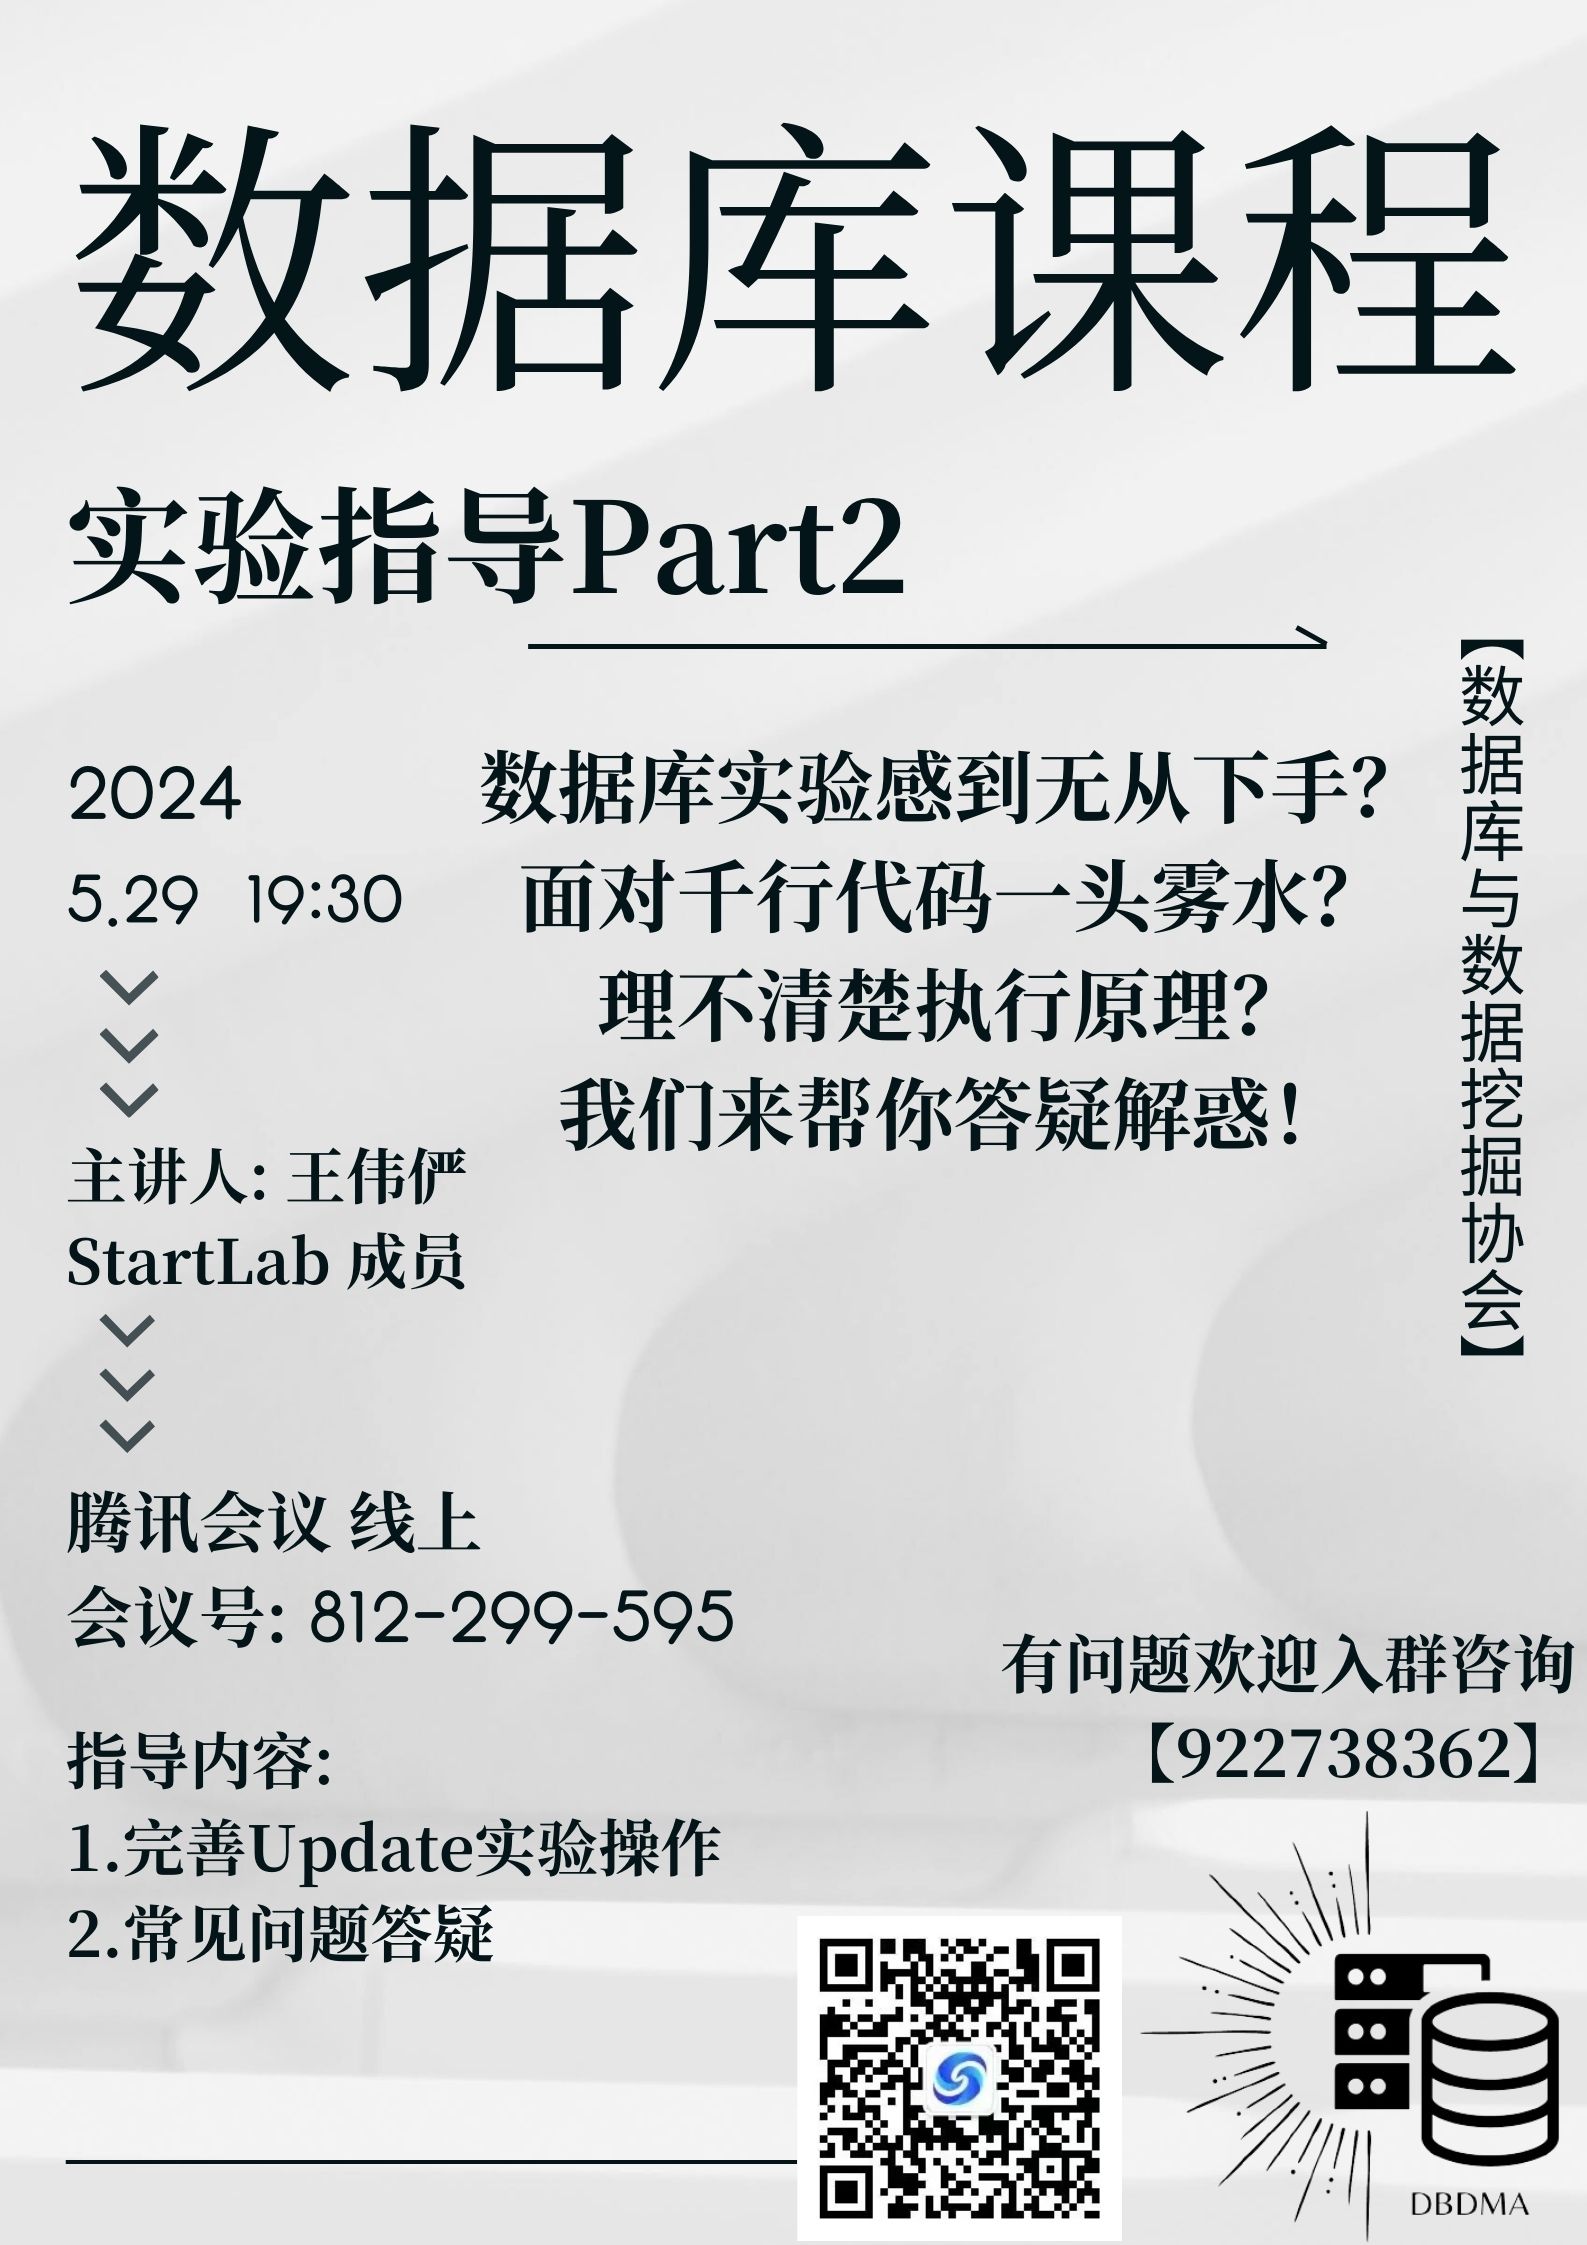 数据库课程
实验指导Part2
【数据库与数据挖掘协会】
2024
5.29 19:30
数据库实验感到无从下手？
面对千行代码一头雾水？
理不清楚执行原理？
我们来帮你答疑解惑！
主讲人：王伟俨
StartLab 成员
腾讯会议 线上
会议号：812-299-595
指导内容：
1.完善Update实验操作
2.常见问题答疑
有问题欢迎入群咨询
【922738362】
DBDMA